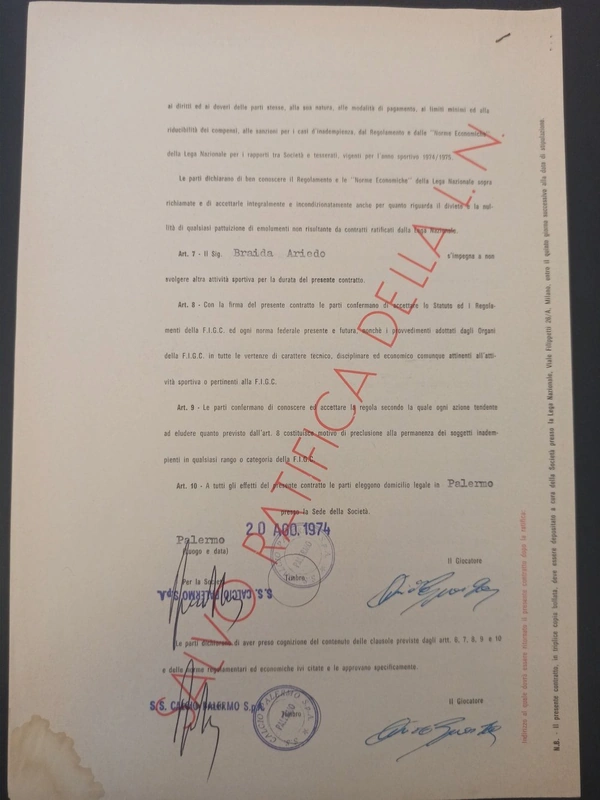 ai diritti ed ai doveri delle parti stesse, alla sua natura, alle modalità di pagamento, ai limiti minimi ed alla
riducibilità dei compensi, alle sanzioni per i casi d'inadempienza, dal Regolamento e dalle "Norme Economiche"
della Lega Nazionale per i rapporti tra Società e tesserati, vigenti per l'anno sportivo 1974/1975.
Le parti dichiarano di ben conoscere il Regolamento e le "Norme Economiche" della Lega Nazionale sopra
richiamate e di accettarle integralmente e incondizionatamente anche per quanto riguarda il divieto e la nul-
lità di qualsiasi pattuizione di emolumenti non risultante da contratti ratificati dalla Lega Nazionale.
Art. 7 - Il Sig. Braida Ariedo s'impegna a non
svolgere altra attività sportiva per la durata del presente contratto.
Art. 8 - Con la firma del presente contratto le parti confermano di accettare lo Statuto ed i Regola-
menti della F.I.G.C. ed ogni norma federale presente e futura, nonchè i provvedimenti adottati dagli Organi
della F.I.G.C. in tutte le vertenze di carattere tecnico, disciplinare ed economico comunque attinenti all'atti-
vità sportiva o pertinenti alla F.I.G.C.
Art. 9 - Le parti confermano di conoscere ed accettare la regola secondo la quale ogni azione tendente
ad eludere quanto previsto dall'art. 8 costituisce motivo di preclusione alla permanenza dei soggetti inadem-
pienti in qualsiasi rango o categoria della F.I.G.C.
Art. 10 - A tutti gli effetti del presente contratto le parti eleggono domicilio legale in Palermo
presso la Sede della Società.
Palermo 20 AGO. 1974
(luogo e data)
Il Giocatore
Per la Società
Timbro
S.S. CALCIO PALERMO S.p.A.
Le parti dichiarano di aver preso cognizione del contenuto delle clausole previste dagli artt. 6, 7, 8, 9 e 10
e delle norme regolamentari ed economiche ivi citate e le approvano specificamente.
S.S. CALCIO PALERMO S.p.A.
Timbro
Il Giocatore
SALVO RATIFICA DELLA L. N.
Indirizzo al quale dovrà essere ritornato il presente contratto dopo la ratifica:
N.B. - Il presente contratto, in triplice copia bollata, deve essere depositato a cura della Società presso la Lega Nazionale, Viale Filippetti 26/A, Milano, entro il quinto giorno successivo alla data di stipulazione.